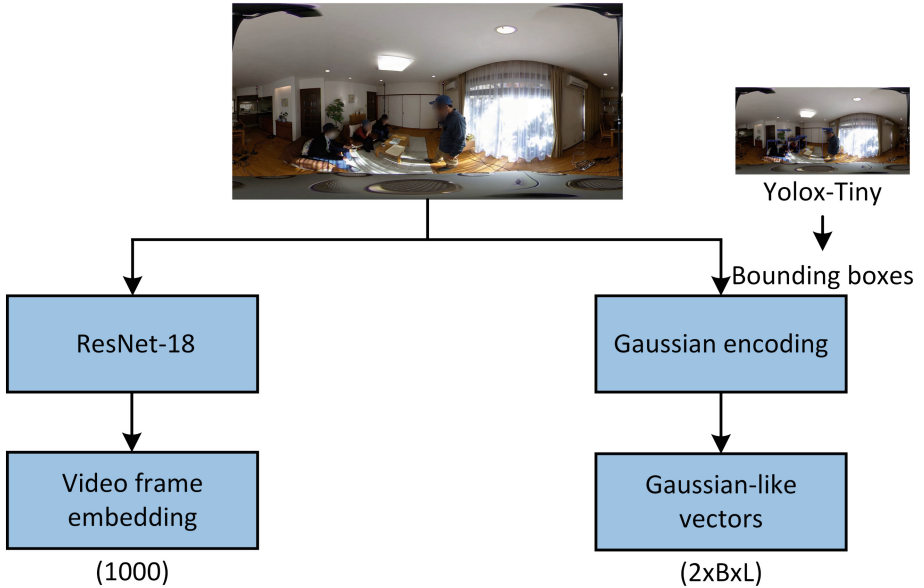 Yolox-Tiny
Bounding boxes
ResNet-18
Gaussian encoding
Video frame
embedding
Gaussian-like
vectors
(1000)
(2xBxL)